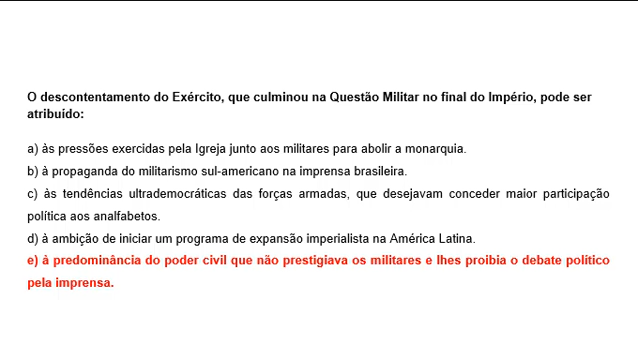 O descontentamento do Exército, que culminou na Questão Militar no final do Império, pode ser
atribuído:
a) às pressões exercidas pela Igreja junto aos militares para abolir a monarquia.
b) à propaganda do militarismo sul-americano na imprensa brasileira.
c) às tendências ultrademocráticas das forças armadas, que desejavam conceder maior participação
política aos analfabetos.
d) à ambição de iniciar um programa de expansão imperialista na América Latina.
e) à predominância do poder civil que não prestigiava os militares e lhes proibia o debate político
pela imprensa.